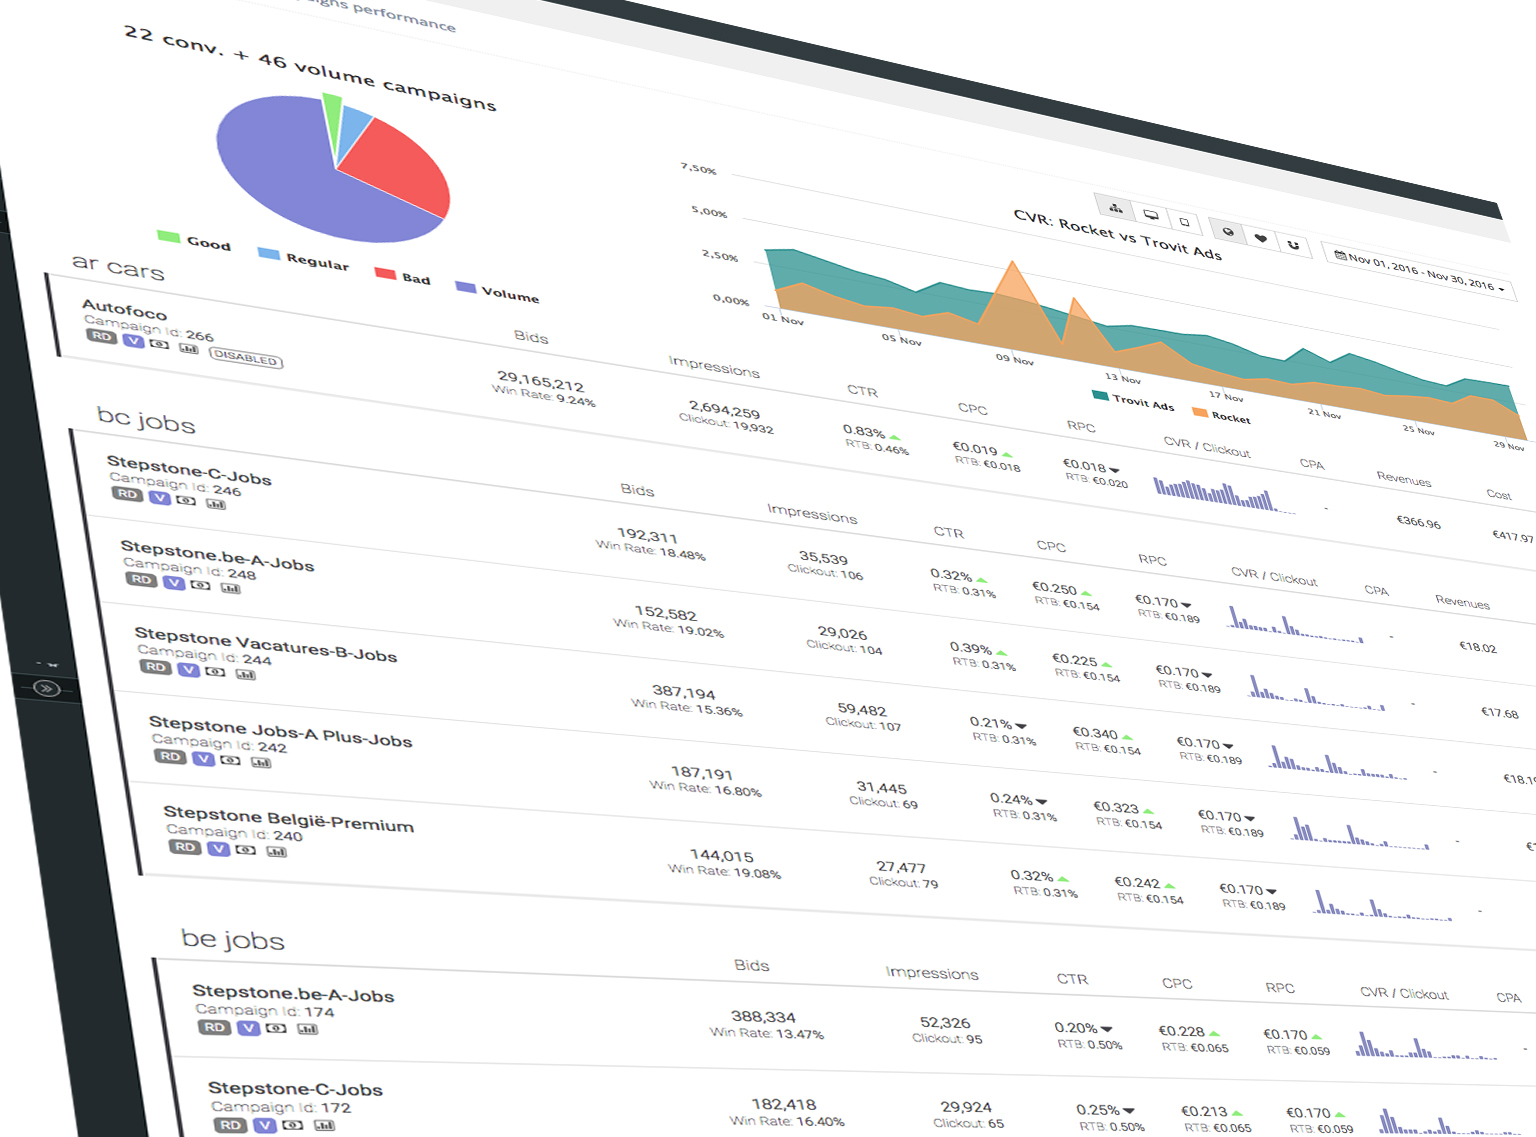 igns performance
22 conv. + 46 volume campaigns
Good
Regular
Bad
Volume
Nov 01, 2016 - Nov 30, 2016
CVR: Rocket vs Trovit Ads
7,50%
5,00%
2,50%
0,00%
01 Nov
05 Nov
09 Nov
13 Nov
17 Nov
21 Nov
25 Nov
29 Nov
Trovit Ads
Rocket
ar cars
Bids Impressions CTR CPC RPC CVR / Clickout CPA Revenues Cost
Autofoco
Campaign Id: 266
RD V DISABLED
29,165,212
Win Rate: 9.24%
2,694,259
Clickout: 19,932
0.83%
RTB: 0.46%
€0.019
RTB: €0.018
€0.018
RTB: €0.020
-
€366.96
€417.97
bc jobs
Bids Impressions CTR CPC RPC CVR / Clickout CPA Revenues
Stepstone-C-Jobs
Campaign Id: 246
RD V
192,311
Win Rate: 18.48%
35,539
Clickout: 106
0.32%
RTB: 0.31%
€0.250
RTB: €0.154
€0.170
RTB: €0.189
-
€18.02
Stepstone.be-A-Jobs
Campaign Id: 248
RD V
152,582
Win Rate: 19.02%
29,026
Clickout: 104
0.39%
RTB: 0.31%
€0.225
RTB: €0.154
€0.170
RTB: €0.189
-
€17.68
Stepstone Vacatures-B-Jobs
Campaign Id: 244
RD V
387,194
Win Rate: 15.36%
59,482
Clickout: 107
0.21%
RTB: 0.31%
€0.340
RTB: €0.154
€0.170
RTB: €0.189
-
€18.19
Stepstone Jobs-A Plus-Jobs
Campaign Id: 242
RD V
187,191
Win Rate: 16.80%
31,445
Clickout: 69
0.24%
RTB: 0.31%
€0.323
RTB: €0.154
€0.170
RTB: €0.189
-
Stepstone België-Premium
Campaign Id: 240
RD V
144,015
Win Rate: 19.08%
27,477
Clickout: 79
0.32%
RTB: 0.31%
€0.242
RTB: €0.154
€0.170
RTB: €0.189
-
be jobs
Bids Impressions CTR CPC RPC CVR / Clickout CPA
Stepstone.be-A-Jobs
Campaign Id: 174
RD V
388,334
Win Rate: 13.47%
52,326
Clickout: 95
0.20%
RTB: 0.50%
€0.228
RTB: €0.065
€0.170
RTB: €0.059
-
Stepstone-C-Jobs
Campaign Id: 172
RD V
182,418
Win Rate: 16.40%
29,924
Clickout: 65
0.25%
RTB: 0.50%
€0.213
RTB: €0.065
€0.170
RTB: €0.059